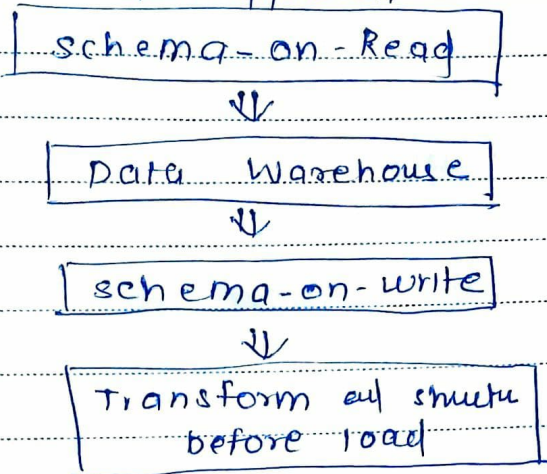 schema-on-Read
Data Warehouse
schema-on-write
Transform
before load